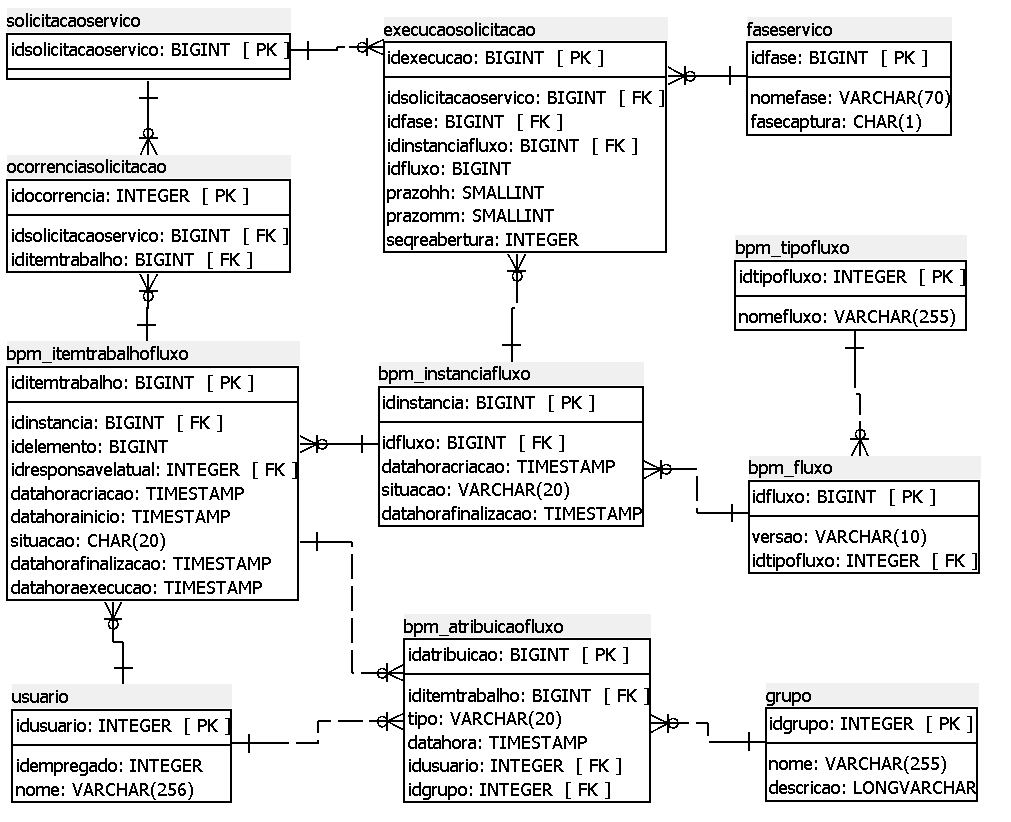 solicitacaoservico
idsolicitacaoservico: BIGINT [ PK ]
execucaosolicitacao
idexecucao: BIGINT [ PK ]
idsolicitacaoservico: BIGINT [ FK ]
idfase: BIGINT [ FK ]
idinstanciafluxo: BIGINT [ FK ]
idfluxo: BIGINT
prazohh: SMALLINT
prazomm: SMALLINT
seqreabertura: INTEGER
faseservico
idfase: BIGINT [ PK ]
nomefase: VARCHAR(70)
fasecaptura: CHAR(1)
ocorrenciasolicitacao
idocorrencia: INTEGER [ PK ]
idsolicitacaoservico: BIGINT [ FK ]
iditemtrabalho: BIGINT [ FK ]
bpm_tipofluxo
idtipofluxo: INTEGER [ PK ]
nomefluxo: VARCHAR(255)
bpm_itemtrabalhofluxo
iditemtrabalho: BIGINT [ PK ]
idinstancia: BIGINT [ FK ]
idelemento: BIGINT
idresponsavelatual: INTEGER [ FK ]
datahoracriacao: TIMESTAMP
datahorainicio: TIMESTAMP
situacao: CHAR(20)
datahorafinalizacao: TIMESTAMP
datahoraexecucao: TIMESTAMP
bpm_instanciafluxo
idinstancia: BIGINT [ PK ]
idfluxo: BIGINT [ FK ]
datahoracriacao: TIMESTAMP
situacao: VARCHAR(20)
datahorafinalizacao: TIMESTAMP
bpm_fluxo
idfluxo: BIGINT [ PK ]
versao: VARCHAR(10)
idtipofluxo: INTEGER [ FK ]
usuario
idusuario: INTEGER [ PK ]
idempregado: INTEGER
nome: VARCHAR(256)
bpm_atribuicaofluxo
idatribuicao: BIGINT [ PK ]
iditemtrabalho: BIGINT [ FK ]
tipo: VARCHAR(20)
datahora: TIMESTAMP
idusuario: INTEGER [ FK ]
idgrupo: INTEGER [ FK ]
grupo
idgrupo: INTEGER [ PK ]
nome: VARCHAR(255)
descricao: LONGVARCHAR